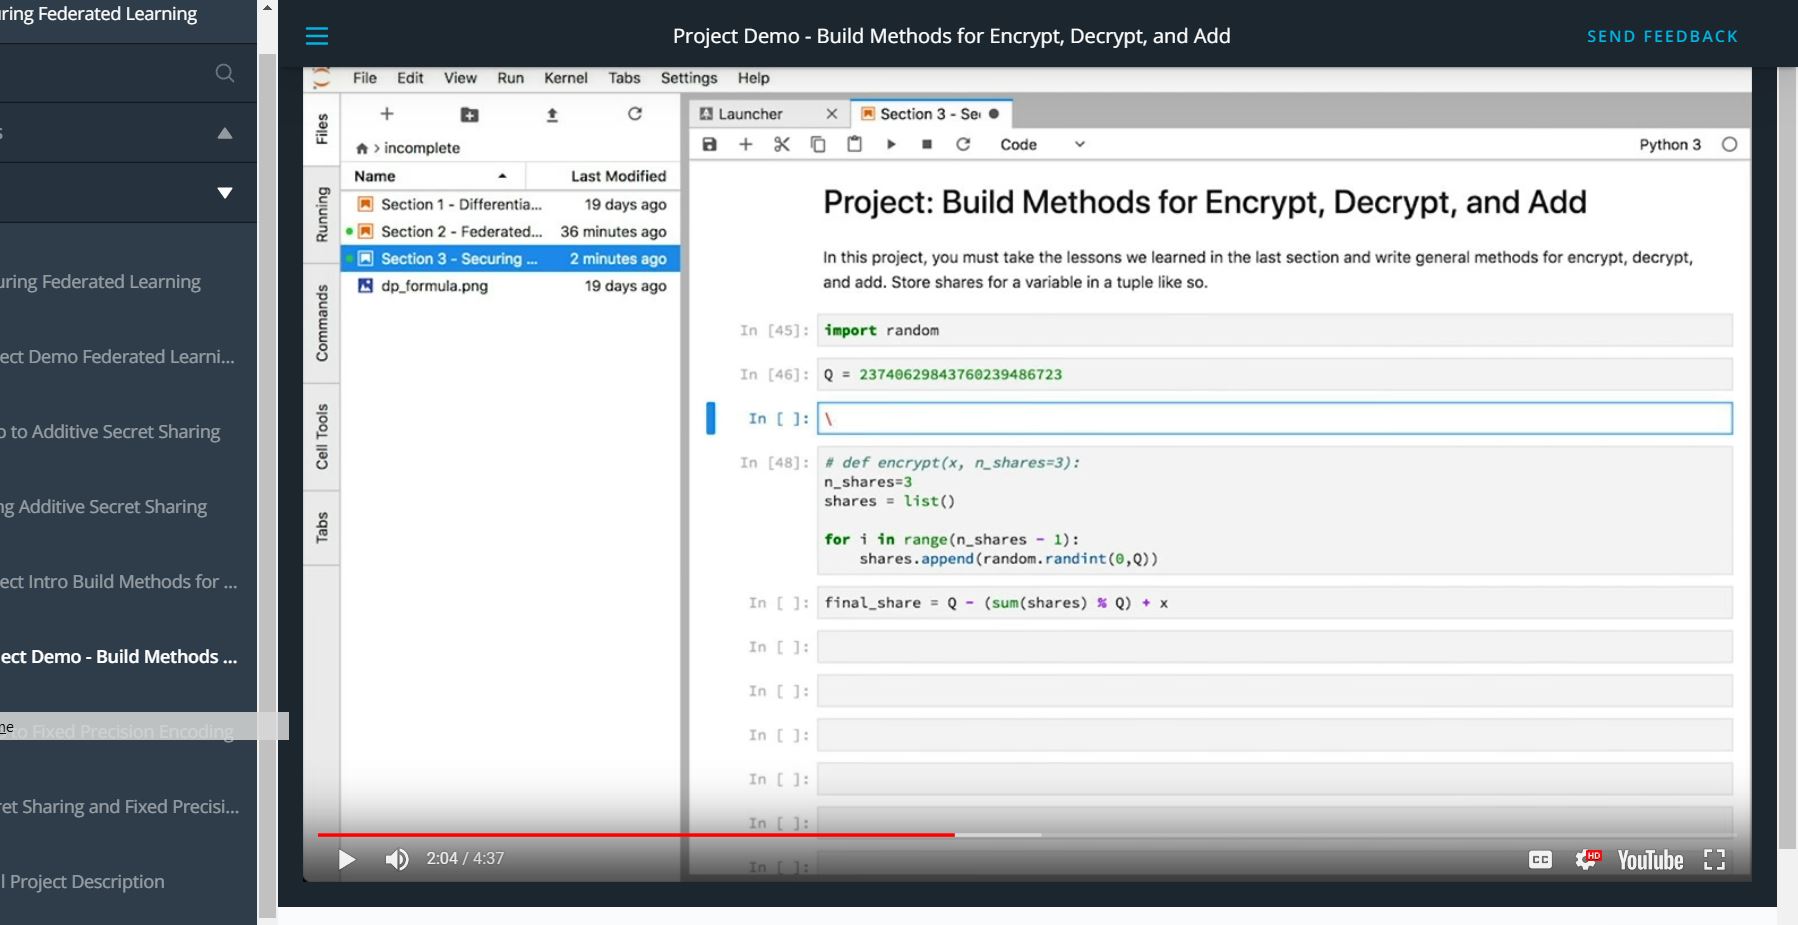 ring Federated Learning
s
uring Federated Learning
ect Demo Federated Learni...
o to Additive Secret Sharing
ng Additive Secret Sharing
ect Intro Build Methods for ...
ect Demo - Build Methods ...
ne
to Fixed Precision Encoding
ret Sharing and Fixed Precisi...
l Project Description
Project Demo - Build Methods for Encrypt, Decrypt, and Add
SEND FEEDBACK
File Edit View Run Kernel Tabs Settings Help
Files
Running
Commands
Cell Tools
Tabs
> incomplete
Name Last Modified
Section 1 - Differentia... 19 days ago
Section 2 - Federated... 36 minutes ago
Section 3 - Securing ... 2 minutes ago
dp_formula.png 19 days ago
Launcher
Section 3 - Se
Code
Python 3
Project: Build Methods for Encrypt, Decrypt, and Add
In this project, you must take the lessons we learned in the last section and write general methods for encrypt, decrypt,
and add. Store shares for a variable in a tuple like so.
In [45]: import random
In [46]: Q = 23740629843760239486723
In [ ]: \
In [48]: # def encrypt(x, n_shares=3):
n_shares=3
shares = list()
for i in range(n_shares - 1):
shares.append(random.randint(0,Q))
In [ ]: final_share = Q - (sum(shares) % Q) + x
In [ ]:
In [ ]:
In [ ]:
In [ ]:
In [ ]:
In [ ]:
2:04 / 4:37
CC
HD
YouTube